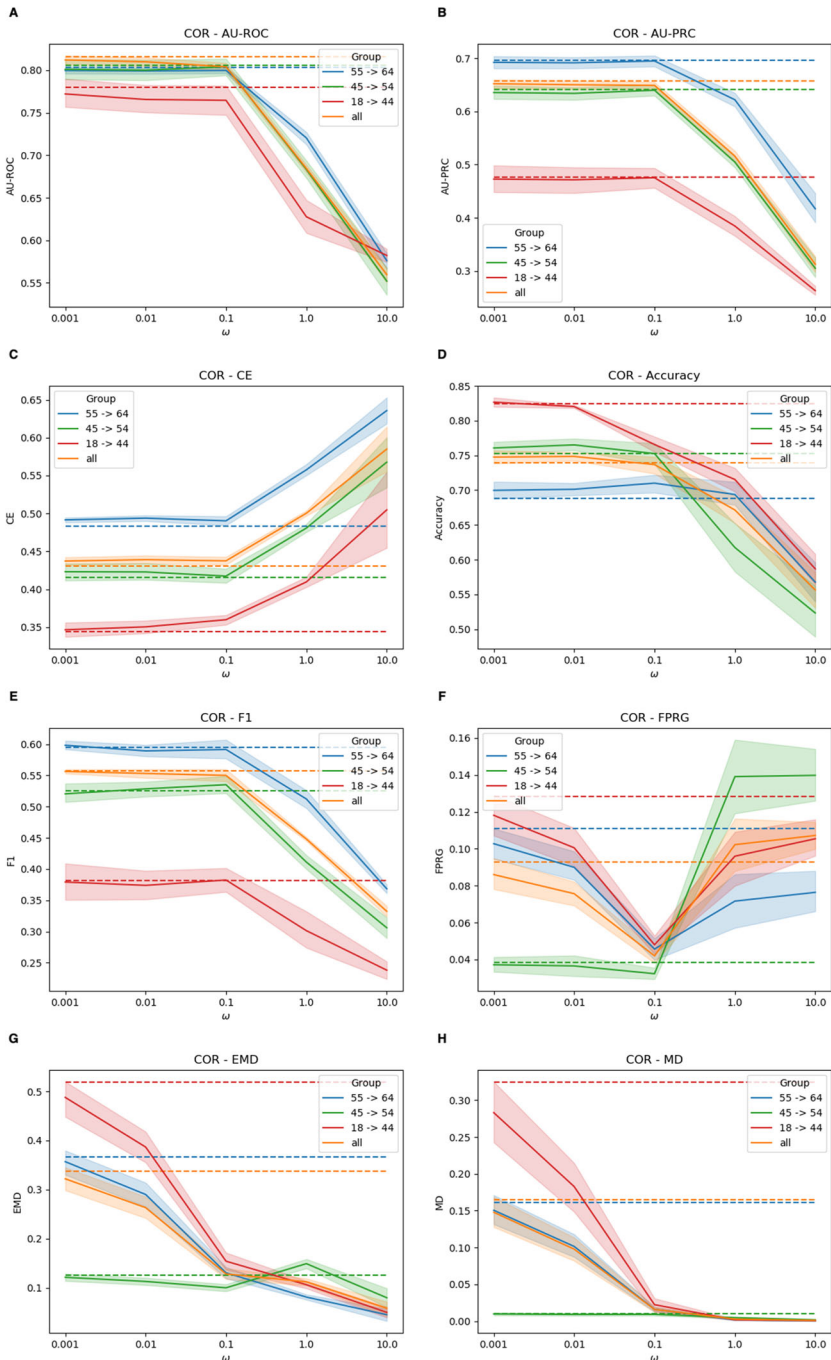 A
COR - AU-ROC
AU-ROC
0.80
0.75
0.70
0.65
0.60
0.55
Group
55 -> 64
45 -> 54
18 -> 44
all
0.001
0.01
0.1
1.0
10.0
ω
B
COR - AU-PRC
AU-PRC
0.7
0.6
0.5
0.4
0.3
Group
55 -> 64
45 -> 54
18 -> 44
all
0.001
0.01
0.1
1.0
10.0
ω
C
COR - CE
CE
0.65
0.60
0.55
0.50
0.45
0.40
0.35
Group
55 -> 64
45 -> 54
18 -> 44
all
0.001
0.01
0.1
1.0
10.0
ω
D
COR - Accuracy
Accuracy
0.85
0.80
0.75
0.70
0.65
0.60
0.55
0.50
Group
55 -> 64
45 -> 54
18 -> 44
all
0.001
0.01
0.1
1.0
10.0
ω
E
COR - F1
F1
0.60
0.55
0.50
0.45
0.40
0.35
0.30
0.25
Group
55 -> 64
45 -> 54
18 -> 44
all
0.001
0.01
0.1
1.0
10.0
ω
F
COR - FPRG
FPRG
0.16
0.14
0.12
0.10
0.08
0.06
0.04
Group
55 -> 64
45 -> 54
18 -> 44
all
0.001
0.01
0.1
1.0
10.0
ω
G
COR - EMD
EMD
0.5
0.4
0.3
0.2
0.1
Group
55 -> 64
45 -> 54
18 -> 44
all
0.001
0.01
0.1
1.0
10.0
ω
H
COR - MD
MD
0.30
0.25
0.20
0.15
0.10
0.05
0.00
Group
55 -> 64
45 -> 54
18 -> 44
all
0.001
0.01
0.1
1.0
10.0
ω